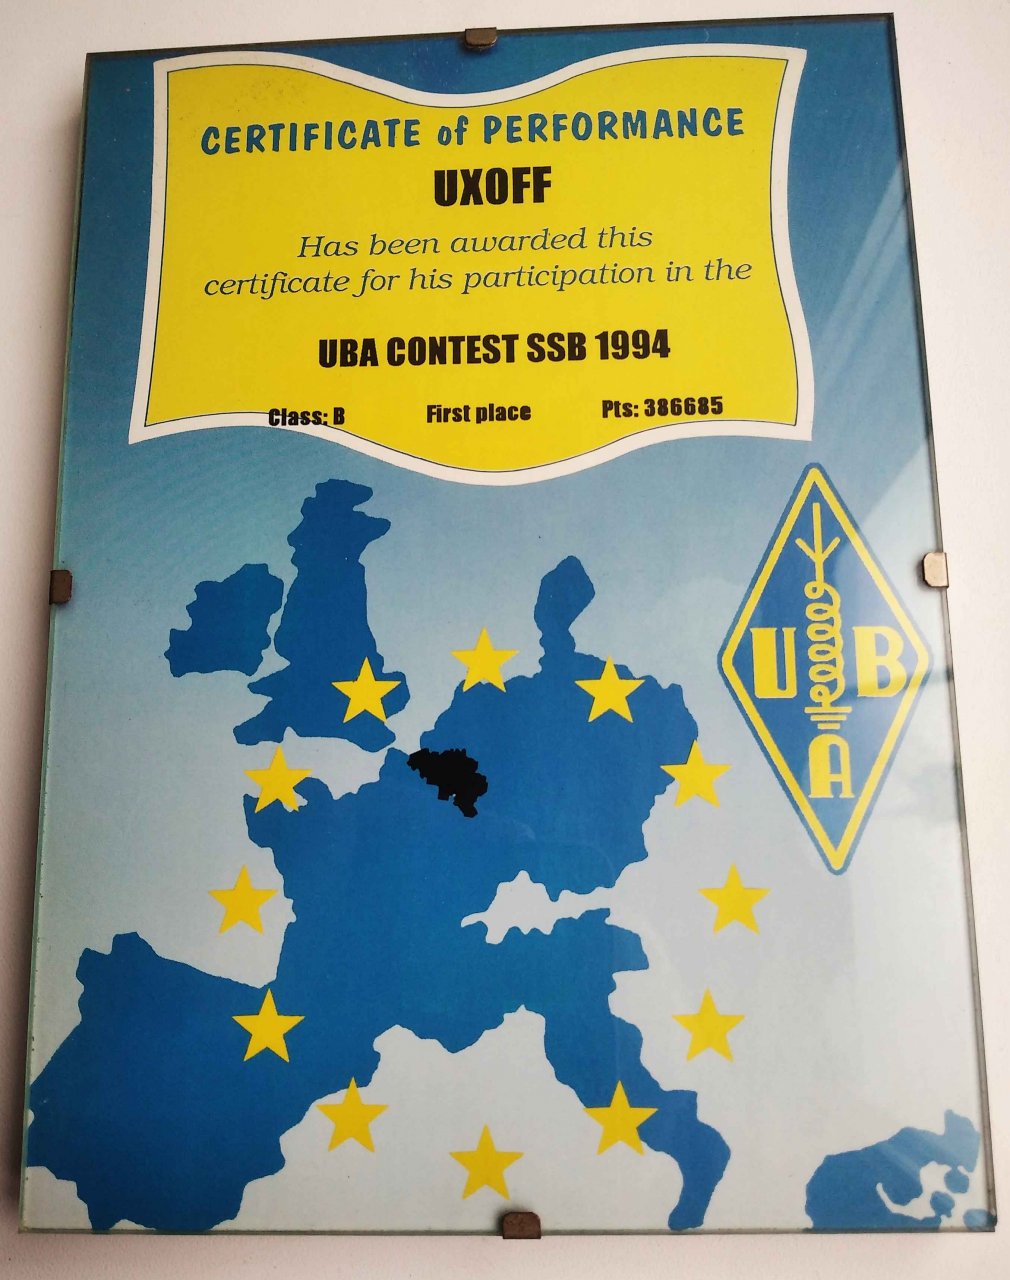 CERTIFICATE of PERFORMANCE
UX0FF
Has been awarded this
certificate for his participation in the
UBA CONTEST SSB 1994
Class: B First place Pts: 386685
U B
A